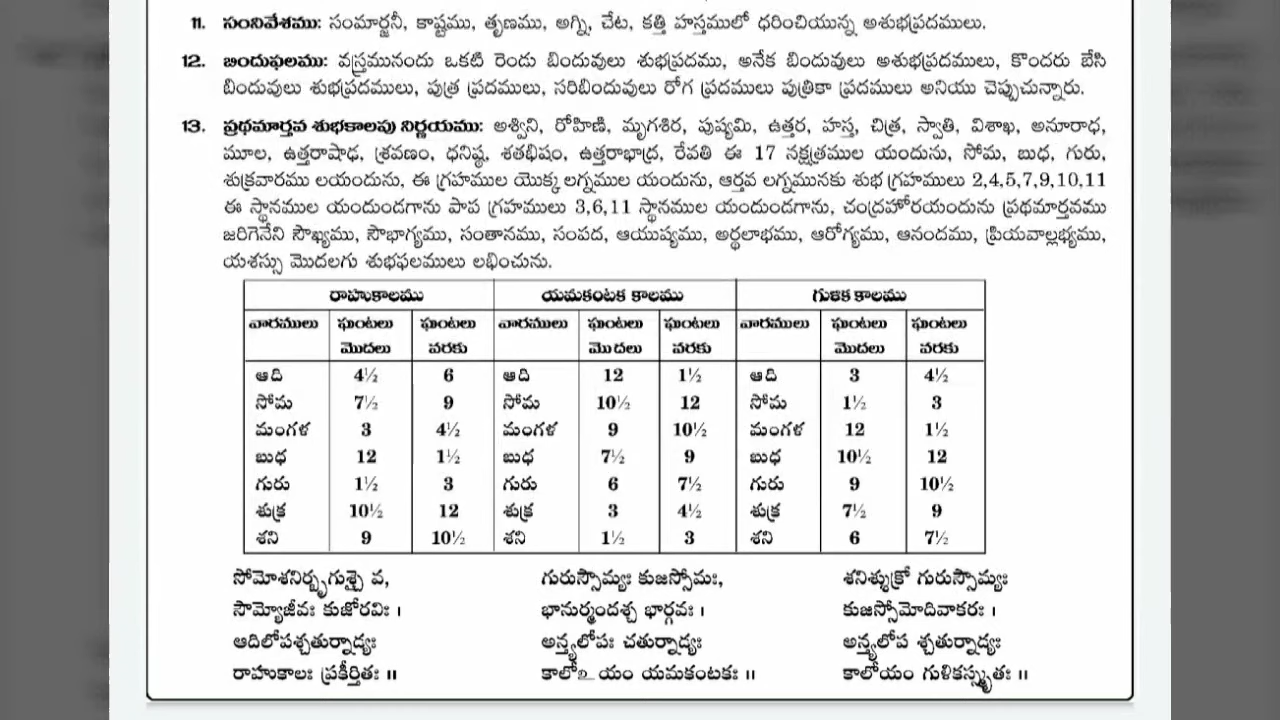 11. సంనివేశము: సంమార్జనీ, కాష్టము, తృణము, అగ్ని, చేట, కత్తి హస్తములో ధరించియున్న అశుభప్రదములు.
12. బిందుఫలము: వస్త్రమునందు ఒకటి రెండు బిందువులు శుభప్రదము, అనేక బిందువులు అశుభప్రదములు, కొందరు బేసి
బిందువులు శుభప్రదములు, పుత్ర ప్రదములు, సరిబిందువులు రోగ ప్రదములు పుత్రికా ప్రదములు అనియు చెప్పుచున్నారు.
13. ప్రథమార్తవ శుభకాలపు నిర్ణయము: అశ్విని, రోహిణి, మృగశిర, పుష్యమి, ఉత్తర, హస్త, చిత్ర, స్వాతి, విశాఖ, అనూరాధ,
మూల, ఉత్తరాషాఢ, శ్రవణం, ధనిష్ఠ, శతభిషం, ఉత్తరాభాద్ర, రేవతి ఈ 17 నక్షత్రముల యందును, సోమ, బుధ, గురు,
శుక్రవారము లయందును, ఈ గ్రహముల యొక్క లగ్నముల యందును, ఆర్తవ లగ్నమునకు శుభ గ్రహములు 2,4,5,7,9,10,11
ఈ స్థానముల యందుండగాను పాప గ్రహములు 3,6,11 స్థానముల యందుండగాను, చంద్రహోరయందును ప్రథమార్తవము
జరిగెనేని సౌఖ్యము, సౌభాగ్యము, సంతానము, సంపద, ఆయుష్యము, అర్థలాభము, ఆరోగ్యము, ఆనందము, ప్రియవాల్లభ్యము,
యశస్సు మొదలగు శుభఫలములు లభించును.
రాహుకాలము యమకంటక కాలము గుళిక కాలము
వారములు ఘంటలు ఘంటలు వారములు ఘంటలు ఘంటలు వారములు ఘంటలు ఘంటలు
మొదలు వరకు మొదలు వరకు మొదలు వరకు
ఆది 4½ 6 ఆది 12 1½ ఆది 3 4½
సోమ 7½ 9 సోమ 10½ 12 సోమ 1½ 3
మంగళ 3 4½ మంగళ 9 10½ మంగళ 12 1½
బుధ 12 1½ బుధ 7½ 9 బుధ 10½ 12
గురు 1½ 3 గురు 6 7½ గురు 9 10½
శుక్ర 10½ 12 శుక్ర 3 4½ శుక్ర 7½ 9
శని 9 10½ శని 1½ 3 శని 6 7½
సోమోశనిర్భృగుశ్చై వ, గురుస్సౌమ్యః కుజస్సోమః, శనిశ్శుక్రో గురుస్సౌమ్యః
సౌమ్యోజీవః కుజోరవిః । భానుర్మందశ్చ భార్గవః । కుజస్సోమోదివాకరః ।
ఆదిలోపశ్చతుర్నాద్యః అన్త్యలోపః చతుర్నాద్యః అన్త్యలోప శ్చతుర్నాద్యః
రాహుకాలః ప్రకీర్తితః ॥ కాలోఽ యం యమకంటకః ॥ కాలోయం గుళికస్స్మృతః ॥